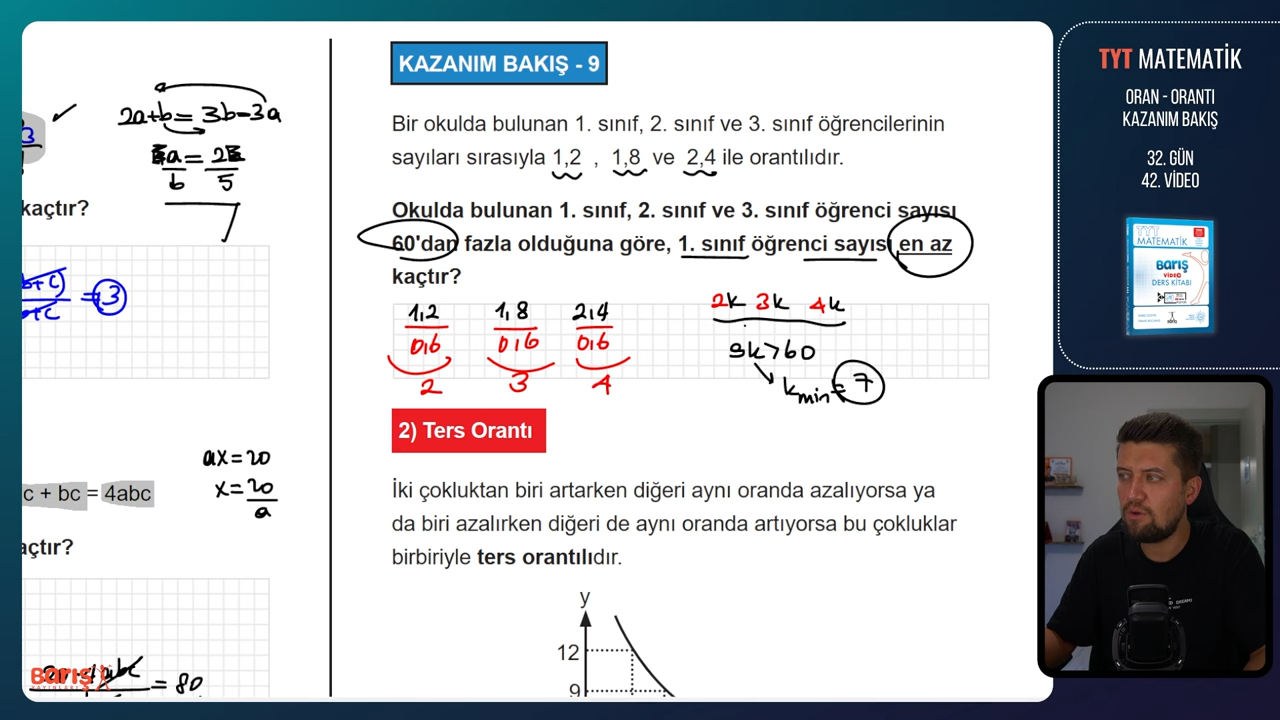 2a+b = 3b-3a
5a = 2b
b 5
kaçtır?
= 3
ax = 20
x = 20
a
c + bc = 4abc
açtır?
= 80
BARIŞ
YAYINLARI
KAZANIM BAKIŞ - 9
Bir okulda bulunan 1. sınıf, 2. sınıf ve 3. sınıf öğrencilerinin
sayıları sırasıyla 1,2 , 1,8 ve 2,4 ile orantılıdır.
Okulda bulunan 1. sınıf, 2. sınıf ve 3. sınıf öğrenci sayısı
60'dan fazla olduğuna göre, 1. sınıf öğrenci sayısı en az
kaçtır?
1,2 1,8 2,4
0,6 0,6 0,6
2 3 4
2k 3k 4k
9k > 60
kmin = 7
2) Ters Orantı
İki çokluktan biri artarken diğeri aynı oranda azalıyorsa ya
da biri azalırken diğeri de aynı oranda artıyorsa bu çokluklar
birbiriyle ters orantılıdır.
y
12
9
TYT MATEMATİK
ORAN - ORANTI
KAZANIM BAKIŞ
32. GÜN
42. VİDEO
TYT
MATEMATİK
BARIŞ
VİDEO
DERS KİTABI